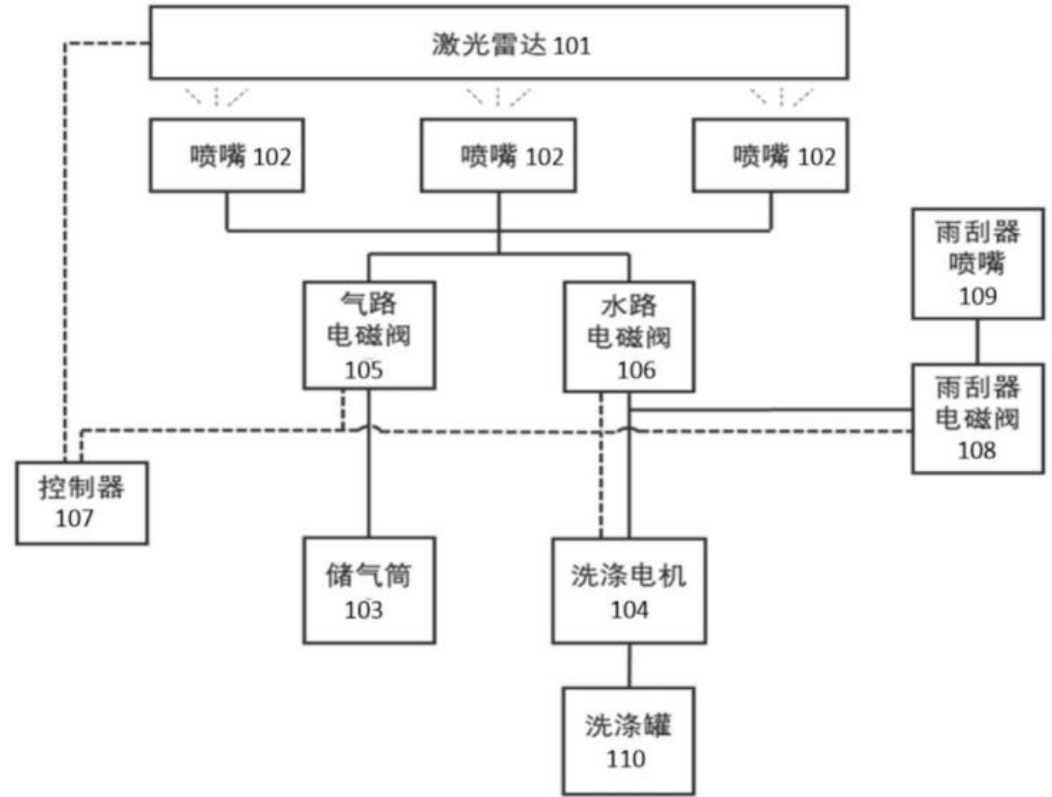 激光雷达 101
喷嘴 102
喷嘴 102
喷嘴 102
雨刮器
喷嘴
109
气路
电磁阀
105
水路
电磁阀
106
雨刮器
电磁阀
108
控制器
107
储气筒
103
洗涤电机
104
洗涤罐
110